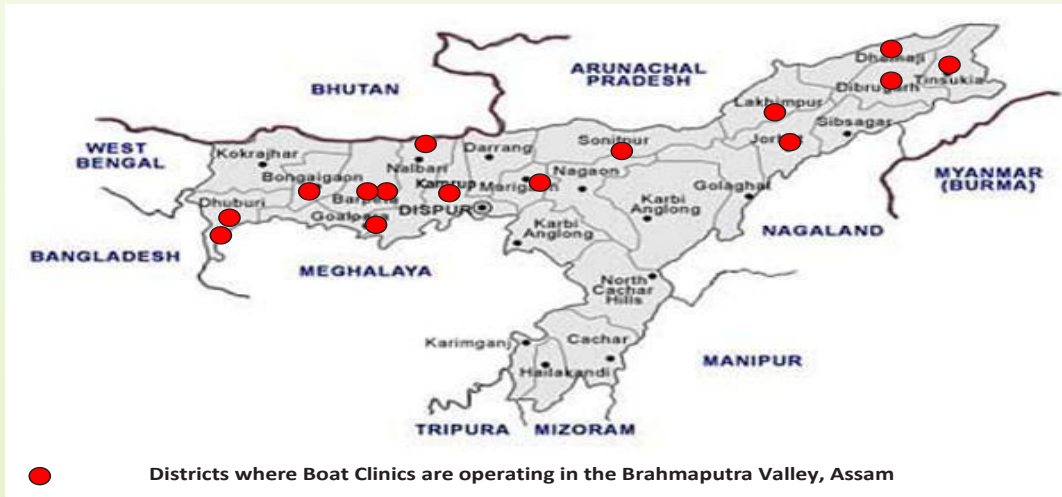 ARUNACHAL
PRADESH
BHUTAN
Dhemaji
Tinsukia
Dibrugarh
Lakhimpur
Sibsagar
WEST
BENGAL
Kokrajhar
Nalbari
Darrang
Sonitpur
MYANMAR
(BURMA)
Bongaigaon
Nagaon
Golaghat
Dhuburi
Barpeta
Kamrup
Goalpara
DISPUR
Karbi
Anglong
Karbi
Anglong
NAGALAND
BANGLADESH
MEGHALAYA
North
Cachar
Hills
Karimganj
Cachar
MANIPUR
Hailakandi
TRIPURA
MIZORAM
Districts where Boat Clinics are operating in the Brahmaputra Valley, Assam